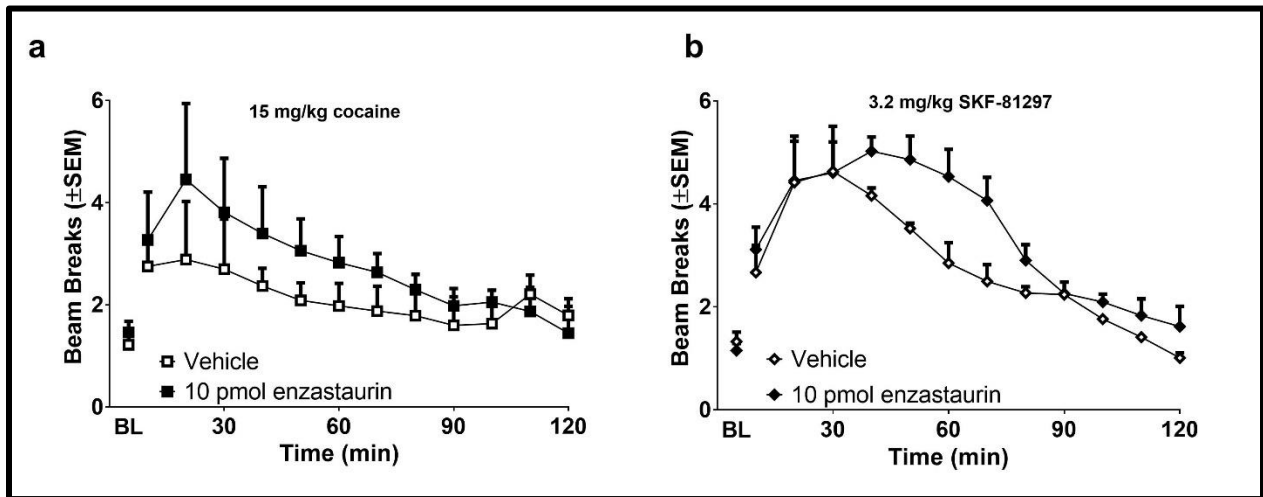 a
15 mg/kg cocaine
Beam Breaks (±SEM)
6
4
2
0
Vehicle
10 pmol enzastaurin
BL
30
60
90
120
Time (min)
b
3.2 mg/kg SKF-81297
Beam Breaks (±SEM)
6
4
2
0
Vehicle
10 pmol enzastaurin
BL
30
60
90
120
Time (min)